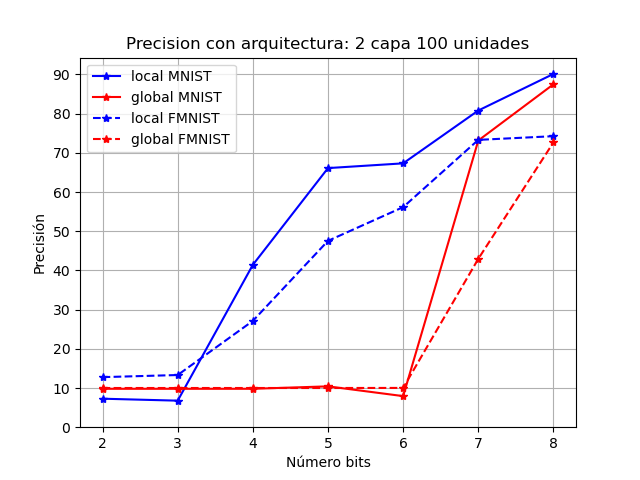 Precision con arquitectura: 2 capa 100 unidades
local MNIST
global MNIST
local FMNIST
global FMNIST
90
80
70
60
50
40
30
20
10
0
Precisión
2 3 4 5 6 7 8
Número bits